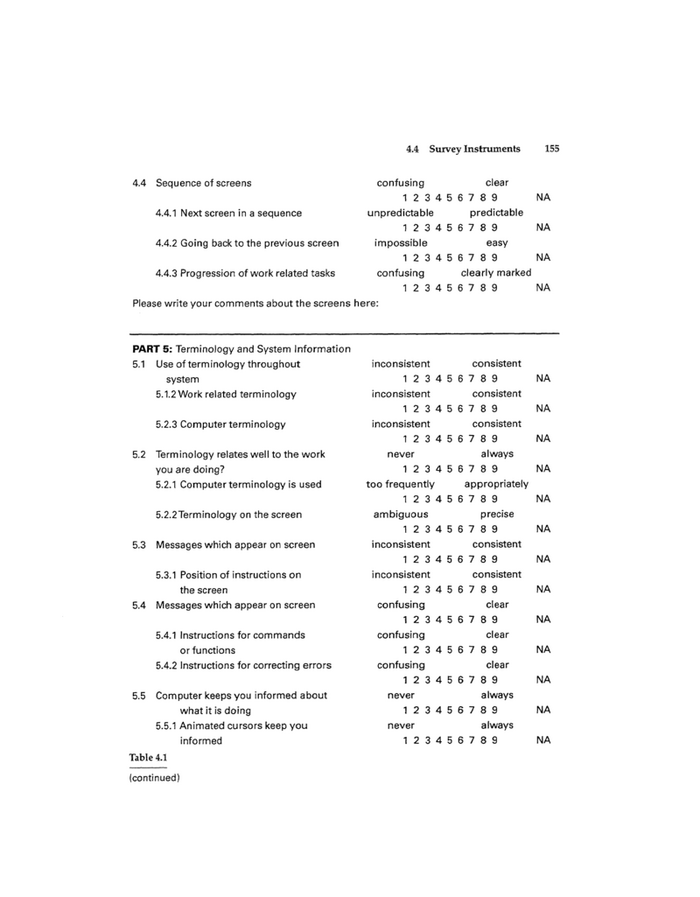 4.4 Survey Instruments 155
4.4 Sequence of screens confusing clear
1 2 3 4 5 6 7 8 9 NA
4.4.1 Next screen in a sequence unpredictable predictable
1 2 3 4 5 6 7 8 9 NA
4.4.2 Going back to the previous screen impossible easy
1 2 3 4 5 6 7 8 9 NA
4.4.3 Progression of work related tasks confusing clearly marked
1 2 3 4 5 6 7 8 9 NA
Please write your comments about the screens here:
PART 5: Terminology and System Information
5.1 Use of terminology throughout inconsistent consistent
system 1 2 3 4 5 6 7 8 9 NA
5.1.2 Work related terminology inconsistent consistent
1 2 3 4 5 6 7 8 9 NA
5.2.3 Computer terminology inconsistent consistent
1 2 3 4 5 6 7 8 9 NA
5.2 Terminology relates well to the work never always
you are doing? 1 2 3 4 5 6 7 8 9 NA
5.2.1 Computer terminology is used too frequently appropriately
1 2 3 4 5 6 7 8 9 NA
5.2.2 Terminology on the screen ambiguous precise
1 2 3 4 5 6 7 8 9 NA
5.3 Messages which appear on screen inconsistent consistent
1 2 3 4 5 6 7 8 9 NA
5.3.1 Position of instructions on inconsistent consistent
the screen 1 2 3 4 5 6 7 8 9 NA
5.4 Messages which appear on screen confusing clear
1 2 3 4 5 6 7 8 9 NA
5.4.1 Instructions for commands confusing clear
or functions 1 2 3 4 5 6 7 8 9 NA
5.4.2 Instructions for correcting errors confusing clear
1 2 3 4 5 6 7 8 9 NA
5.5 Computer keeps you informed about never always
what it is doing 1 2 3 4 5 6 7 8 9 NA
5.5.1 Animated cursors keep you never always
informed 1 2 3 4 5 6 7 8 9 NA
Table 4.1
(continued)